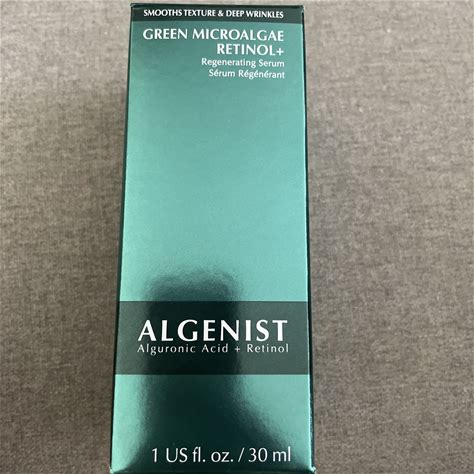 SMOOTHS TEXTURE & DEEP WRINKLES
GREEN MICROALGAE
RETINOL+
Regenerating Serum
Sérum Régénérant
ALGENIST
Alguronic Acid + Retinol
1 US fl. oz. / 30 ml